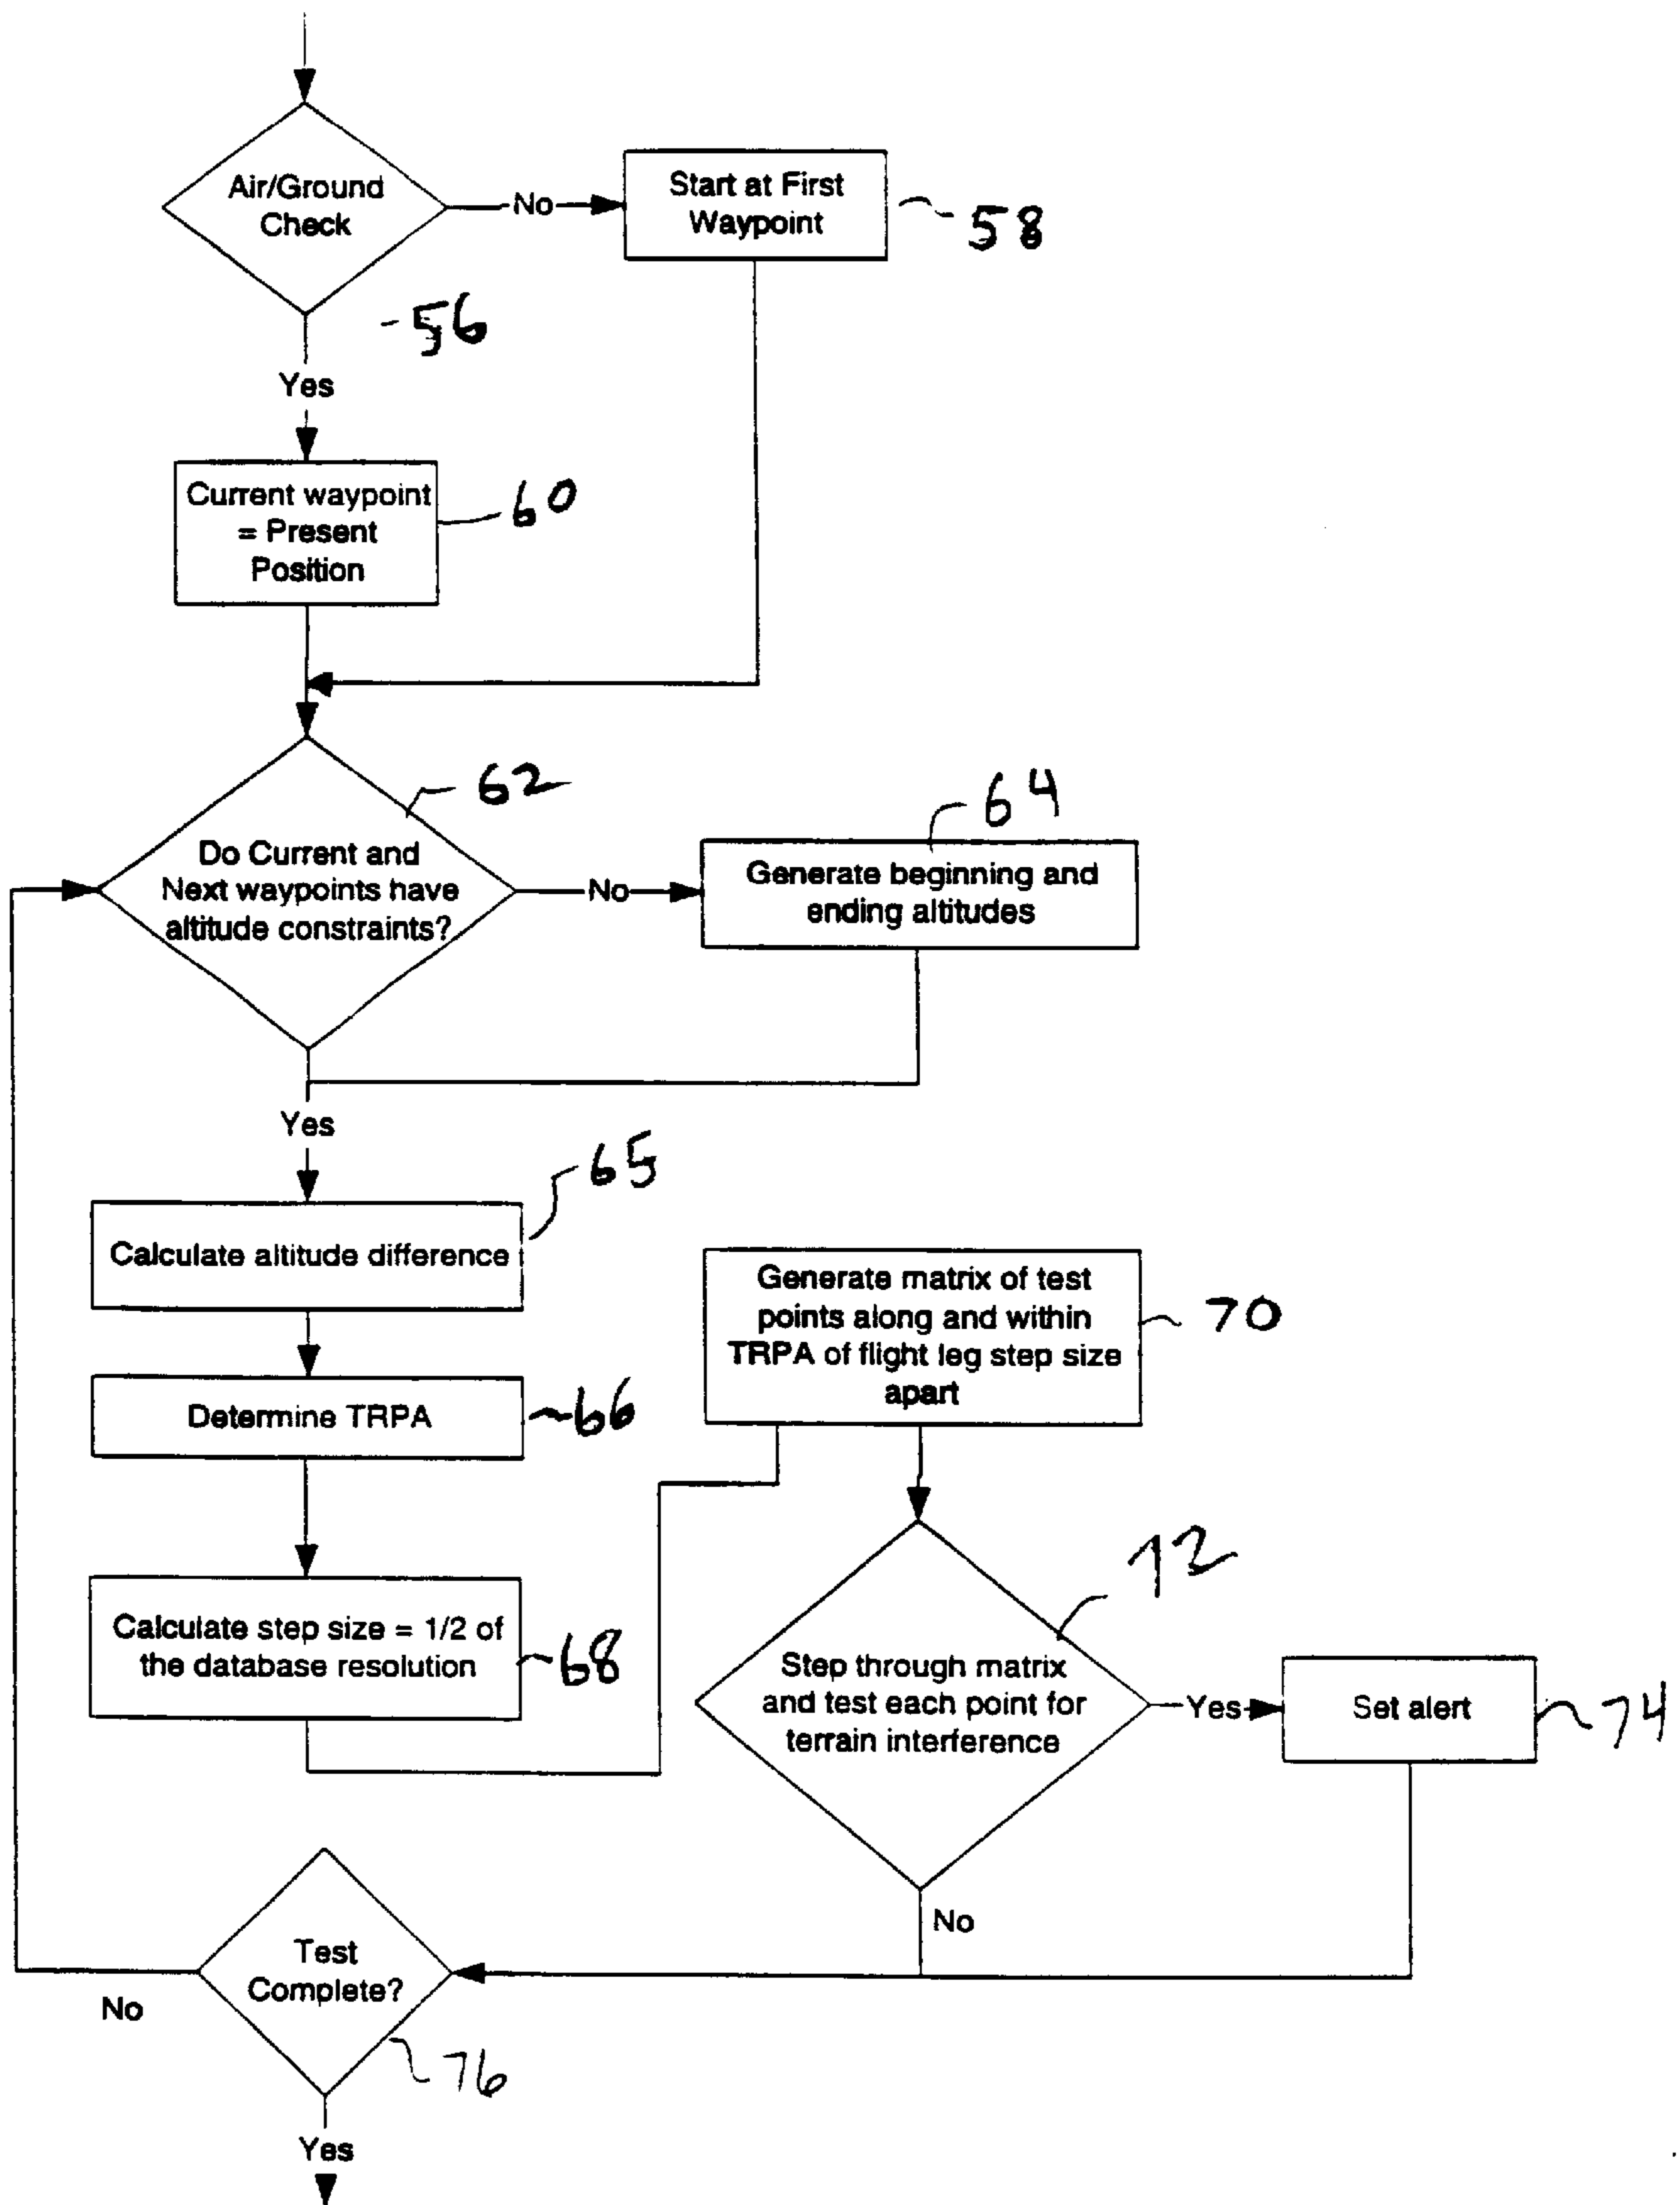 Air/Ground
Check
No
Start at First
Waypoint
58
56
Yes
Current waypoint
= Present
Position
60
62
Do Current and
Next waypoints have
altitude constraints?
No
64
Generate beginning and
ending altitudes
Yes
65
Calculate altitude difference
Determine TRPA
66
Calculate step size = 1/2 of
the database resolution
68
Generate matrix of test
points along and within
TRPA of flight leg step size
apart
70
72
Step through matrix
and test each point for
terrain interference
Yes
Set alert
74
No
Test
Complete?
No
76
Yes